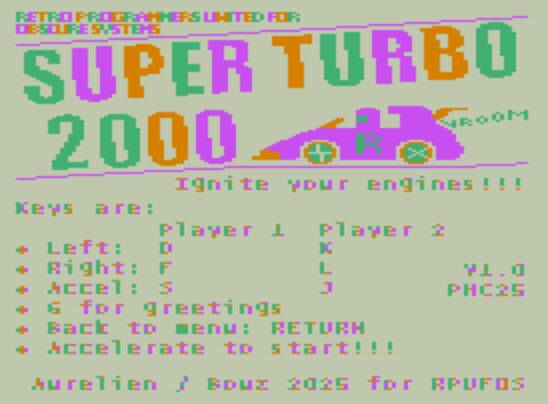 RETRO PROGRAMMERS UNITED FOR
OBSCURE SYSTEMS
SUPER TURBO
2000
R
VROOM
Ignite your engines!!!
Keys are:
Player 1 Player 2
* Left: D K
* Right: F L V1.0
* Accel: S J PHC25
* G for greetings
* Back to menu: RETURN
* Accelerate to start!!!
Aurelien / Bouz 2025 for RPUFOS